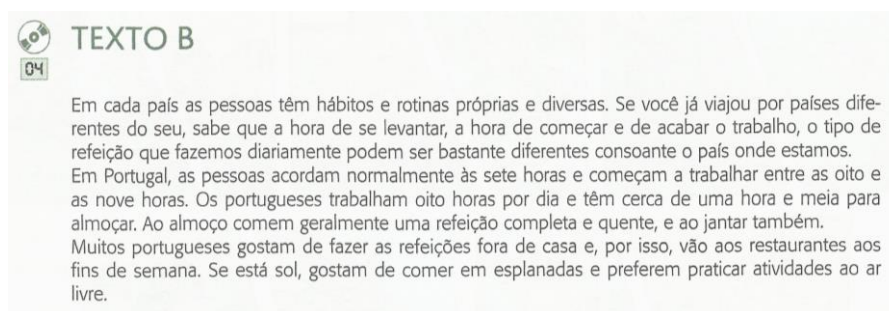 TEXTO B
04
Em cada país as pessoas têm hábitos e rotinas próprias e diversas. Se você já viajou por países dife-
rentes do seu, sabe que a hora de se levantar, a hora de começar e de acabar o trabalho, o tipo de
refeição que fazemos diariamente podem ser bastante diferentes consoante o país onde estamos.
Em Portugal, as pessoas acordam normalmente às sete horas e começam a trabalhar entre as oito e
as nove horas. Os portugueses trabalham oito horas por dia e têm cerca de uma hora e meia para
almoçar. Ao almoço comem geralmente uma refeição completa e quente, e ao jantar também.
Muitos portugueses gostam de fazer as refeições fora de casa e, por isso, vão aos restaurantes aos
fins de semana. Se está sol, gostam de comer em esplanadas e preferem praticar atividades ao ar
livre.